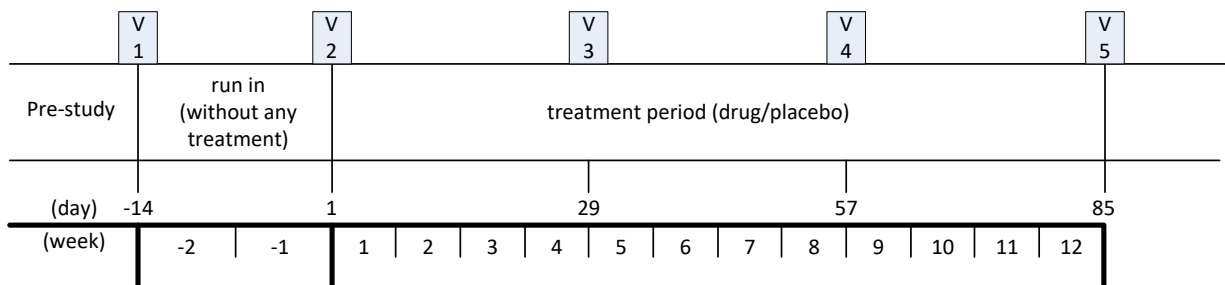 V V V V V
1 2 3 4 5
Pre-study
run in
(without any
treatment)
treatment period (drug/placebo)
(day) -14 1 29 57 85
(week) -2 -1 1 2 3 4 5 6 7 8 9 10 11 12